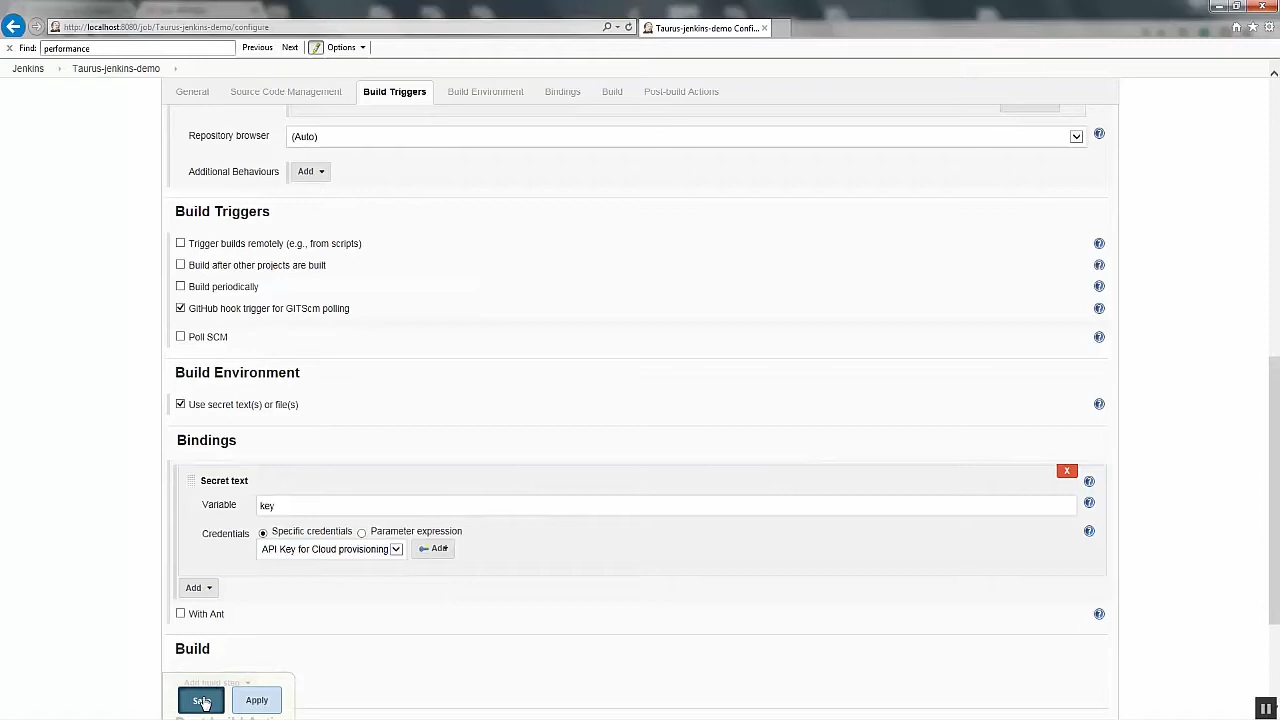 http://localhost:8080/job/Taurus-jenkins-demo/configure
Taurus-jenkins-demo Confi...
Find: performance Previous Next Options
Jenkins Taurus-jenkins-demo
General Source Code Management Build Triggers Build Environment Bindings Build Post-build Actions
Repository browser (Auto)
Additional Behaviours Add
Build Triggers
Trigger builds remotely (e.g., from scripts)
Build after other projects are built
Build periodically
GitHub hook trigger for GITScm polling
Poll SCM
Build Environment
Use secret text(s) or file(s)
Bindings
Secret text X
Variable key
Credentials Specific credentials Parameter expression
API Key for Cloud provisioning Add
Add
With Ant
Build
Add build step
Apply